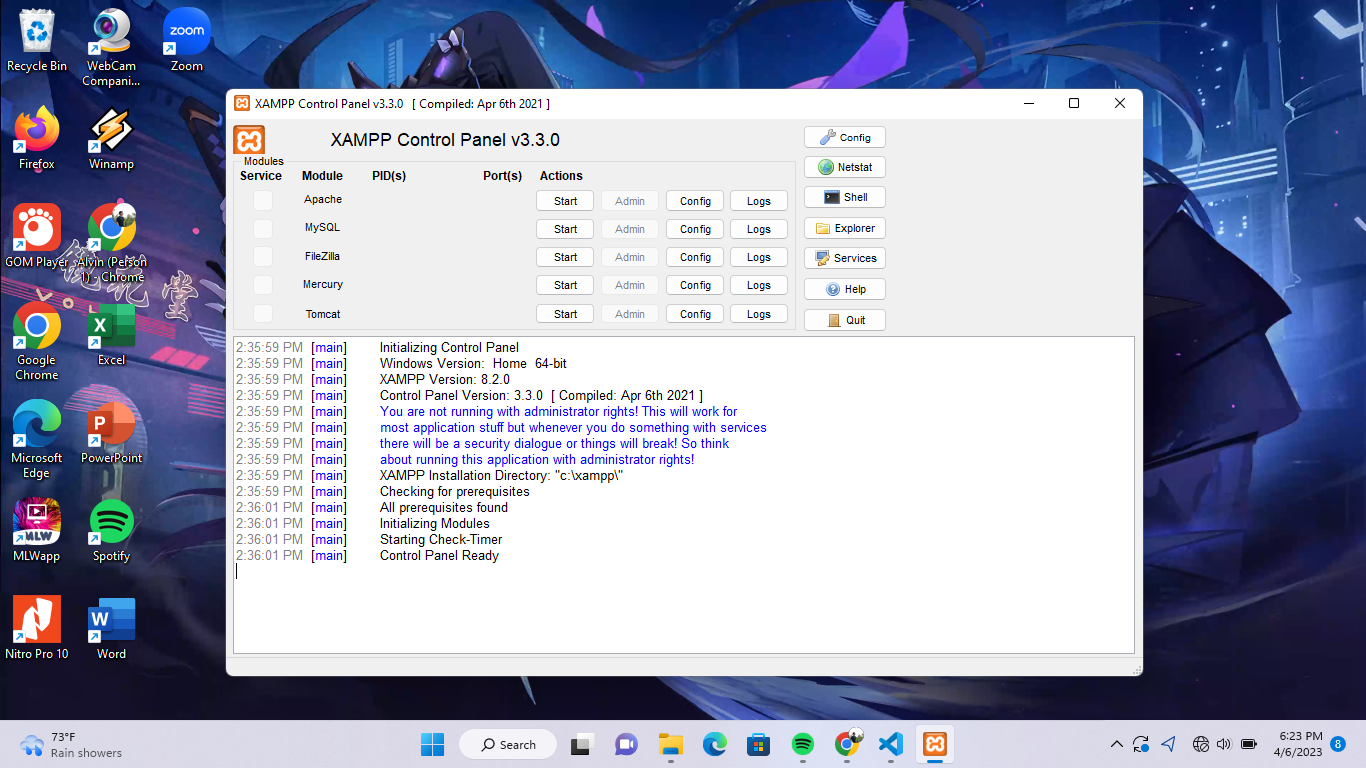 Recycle Bin
WebCam
Compani...
zoom
Zoom
Firefox
Winamp
GOM Player
Alvin (Person
1) - Chrome
Google
Chrome
Excel
Microsoft
Edge
PowerPoint
MLW
MLWapp
Spotify
Nitro Pro 10
Word
XAMPP Control Panel v3.3.0 [ Compiled: Apr 6th 2021 ]
XAMPP Control Panel v3.3.0
Modules
Service Module PID(s) Port(s) Actions
Apache Start Admin Config Logs
MySQL Start Admin Config Logs
FileZilla Start Admin Config Logs
Mercury Start Admin Config Logs
Tomcat Start Admin Config Logs
Config
Netstat
Shell
Explorer
Services
Help
Quit
2:35:59 PM [main] Initializing Control Panel
2:35:59 PM [main] Windows Version: Home 64-bit
2:35:59 PM [main] XAMPP Version: 8.2.0
2:35:59 PM [main] Control Panel Version: 3.3.0 [ Compiled: Apr 6th 2021 ]
2:35:59 PM [main] You are not running with administrator rights! This will work for
2:35:59 PM [main] most application stuff but whenever you do something with services
2:35:59 PM [main] there will be a security dialogue or things will break! So think
2:35:59 PM [main] about running this application with administrator rights!
2:35:59 PM [main] XAMPP Installation Directory: "c:\xampp\"
2:35:59 PM [main] Checking for prerequisites
2:36:01 PM [main] All prerequisites found
2:36:01 PM [main] Initializing Modules
2:36:01 PM [main] Starting Check-Timer
2:36:01 PM [main] Control Panel Ready
73°F
Rain showers
Search
6:23 PM
4/6/2023
8